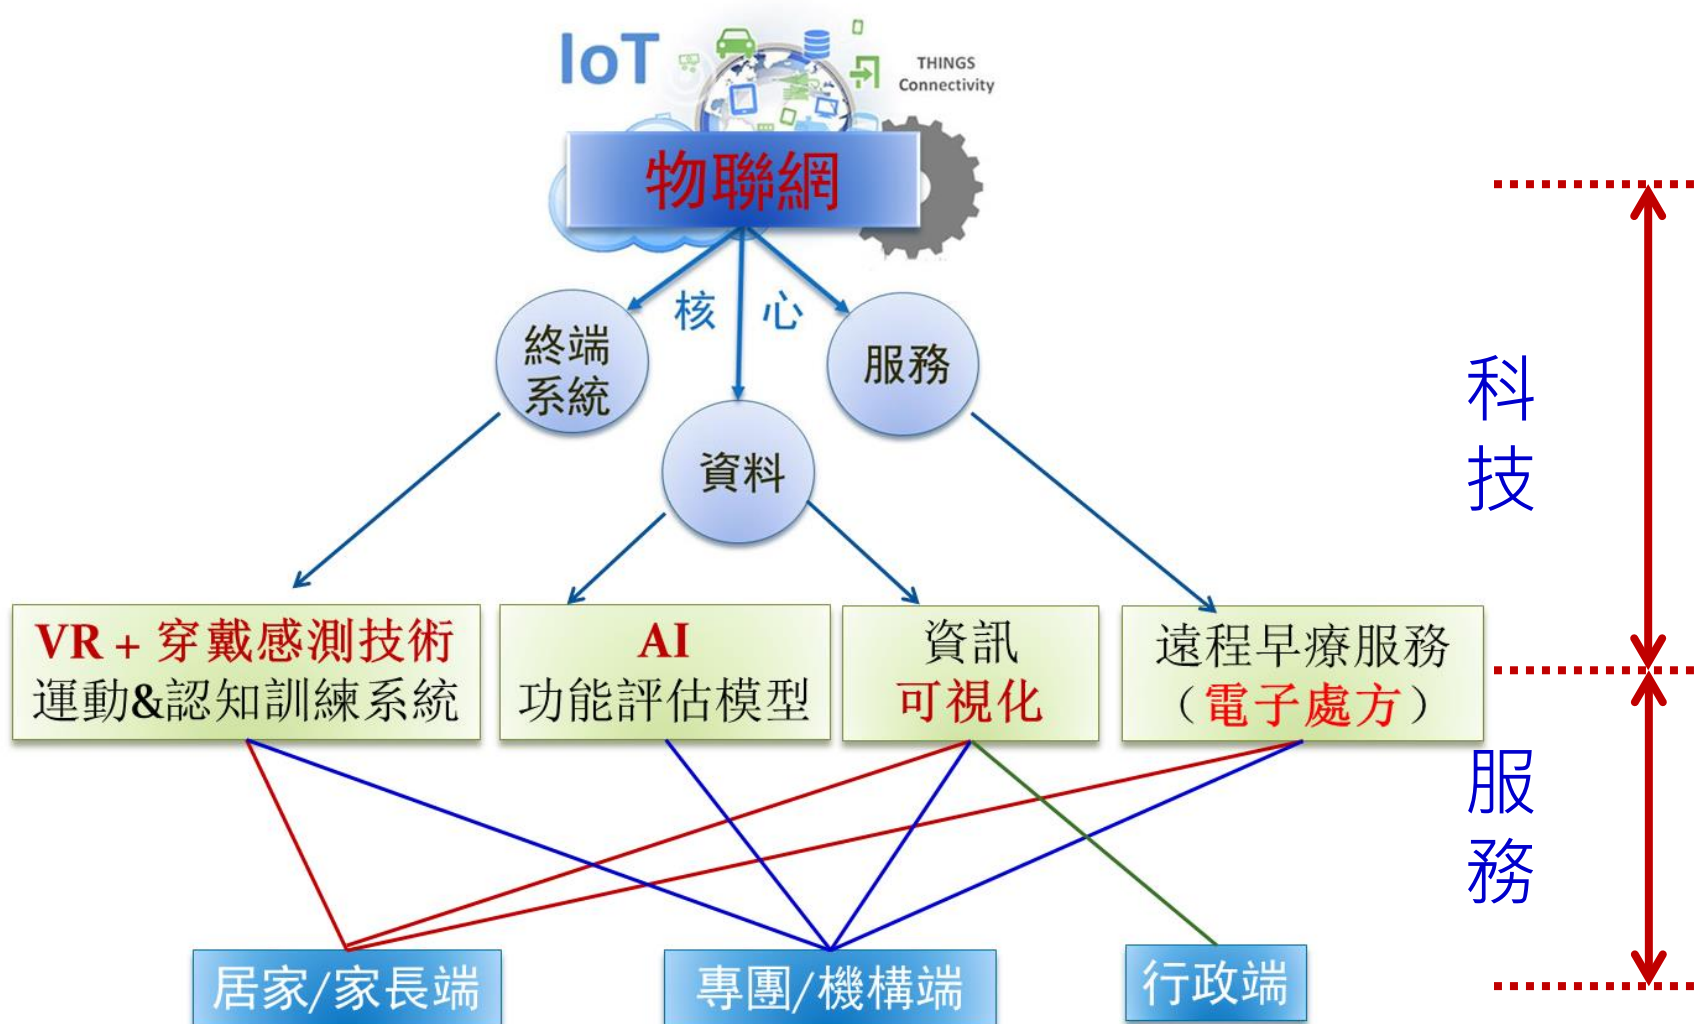 IoT
THINGS
Connectivity
物聯網
核 心
終端
系統
服務
資料
科
技
VR + 穿戴感測技術
運動&認知訓練系統
AI
功能評估模型
資訊
可視化
遠程早療服務
（電子處方）
服
務
居家/家長端
專團/機構端
行政端